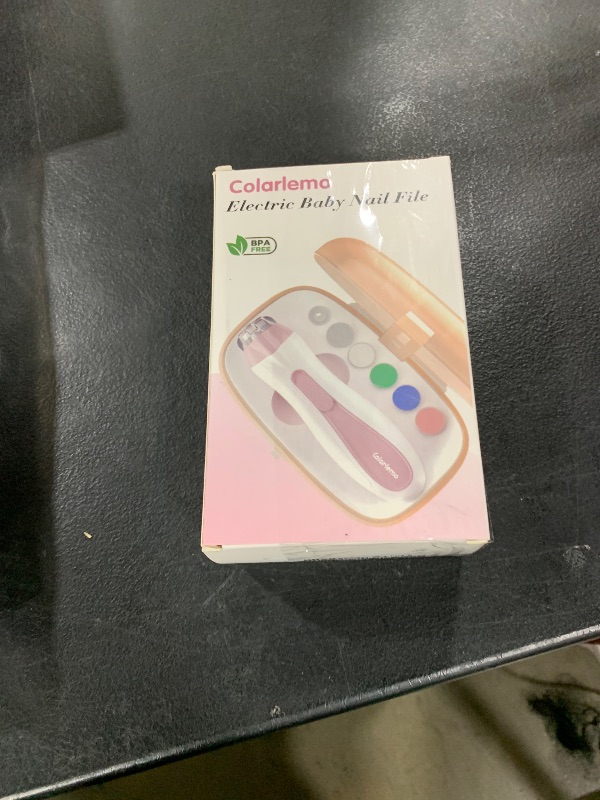 Colarlemo
Electric Baby Nail File
BPA
FREE
Colarlemo